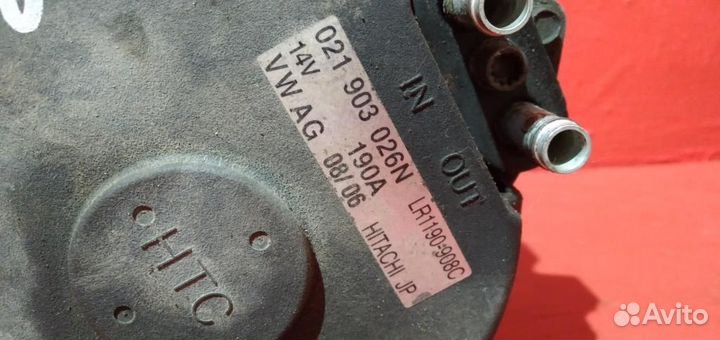 021 903 026N
14V 190A LR1190-908C
VW AG 08/06 HITACHI JP
IN
OUT
HTC
Avito